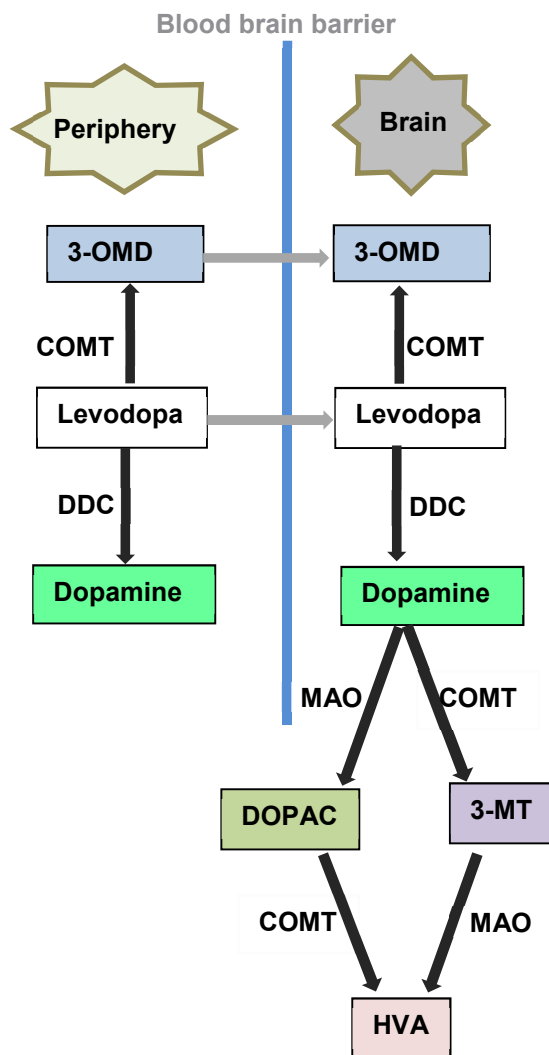 Blood brain barrier
Periphery
Brain
3-OMD
3-OMD
COMT
COMT
Levodopa
Levodopa
DDC
DDC
Dopamine
Dopamine
MAO
COMT
DOPAC
3-MT
COMT
MAO
HVA